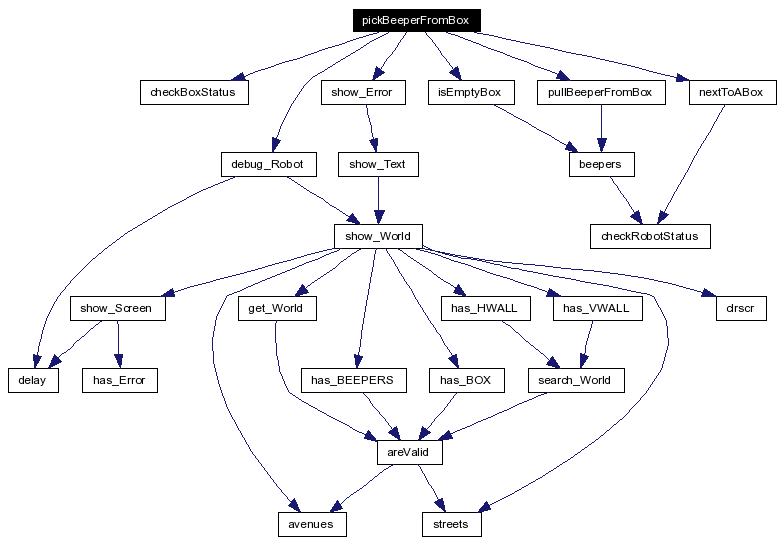 pickBeeperFromBox
checkBoxStatus
show_Error
isEmptyBox
pullBeeperFromBox
nextToABox
debug_Robot
show_Text
beepers
show_World
checkRobotStatus
show_Screen
get_World
has_HWALL
has_VWALL
clrscr
delay
has_Error
has_BEEPERS
has_BOX
search_World
areValid
avenues
streets